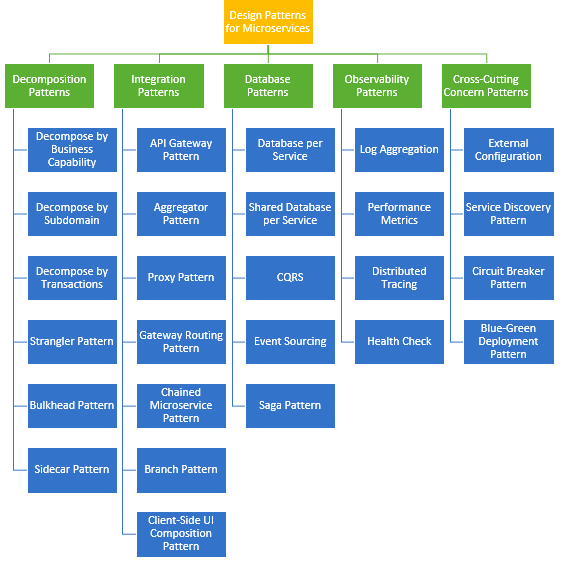 Design Patterns
for Microservices
Decomposition
Patterns
Integration
Patterns
Database
Patterns
Observability
Patterns
Cross-Cutting
Concern Patterns
Decompose by
Business
Capability
Decompose by
Subdomain
Decompose by
Transactions
Strangler Pattern
Bulkhead Pattern
Sidecar Pattern
API Gateway
Pattern
Aggregator
Pattern
Proxy Pattern
Gateway Routing
Pattern
Chained
Microservice
Pattern
Branch Pattern
Client-Side UI
Composition
Pattern
Database per
Service
Shared Database
per Service
CQRS
Event Sourcing
Saga Pattern
Log Aggregation
Performance
Metrics
Distributed
Tracing
Health Check
External
Configuration
Service Discovery
Pattern
Circuit Breaker
Pattern
Blue-Green
Deployment
Pattern